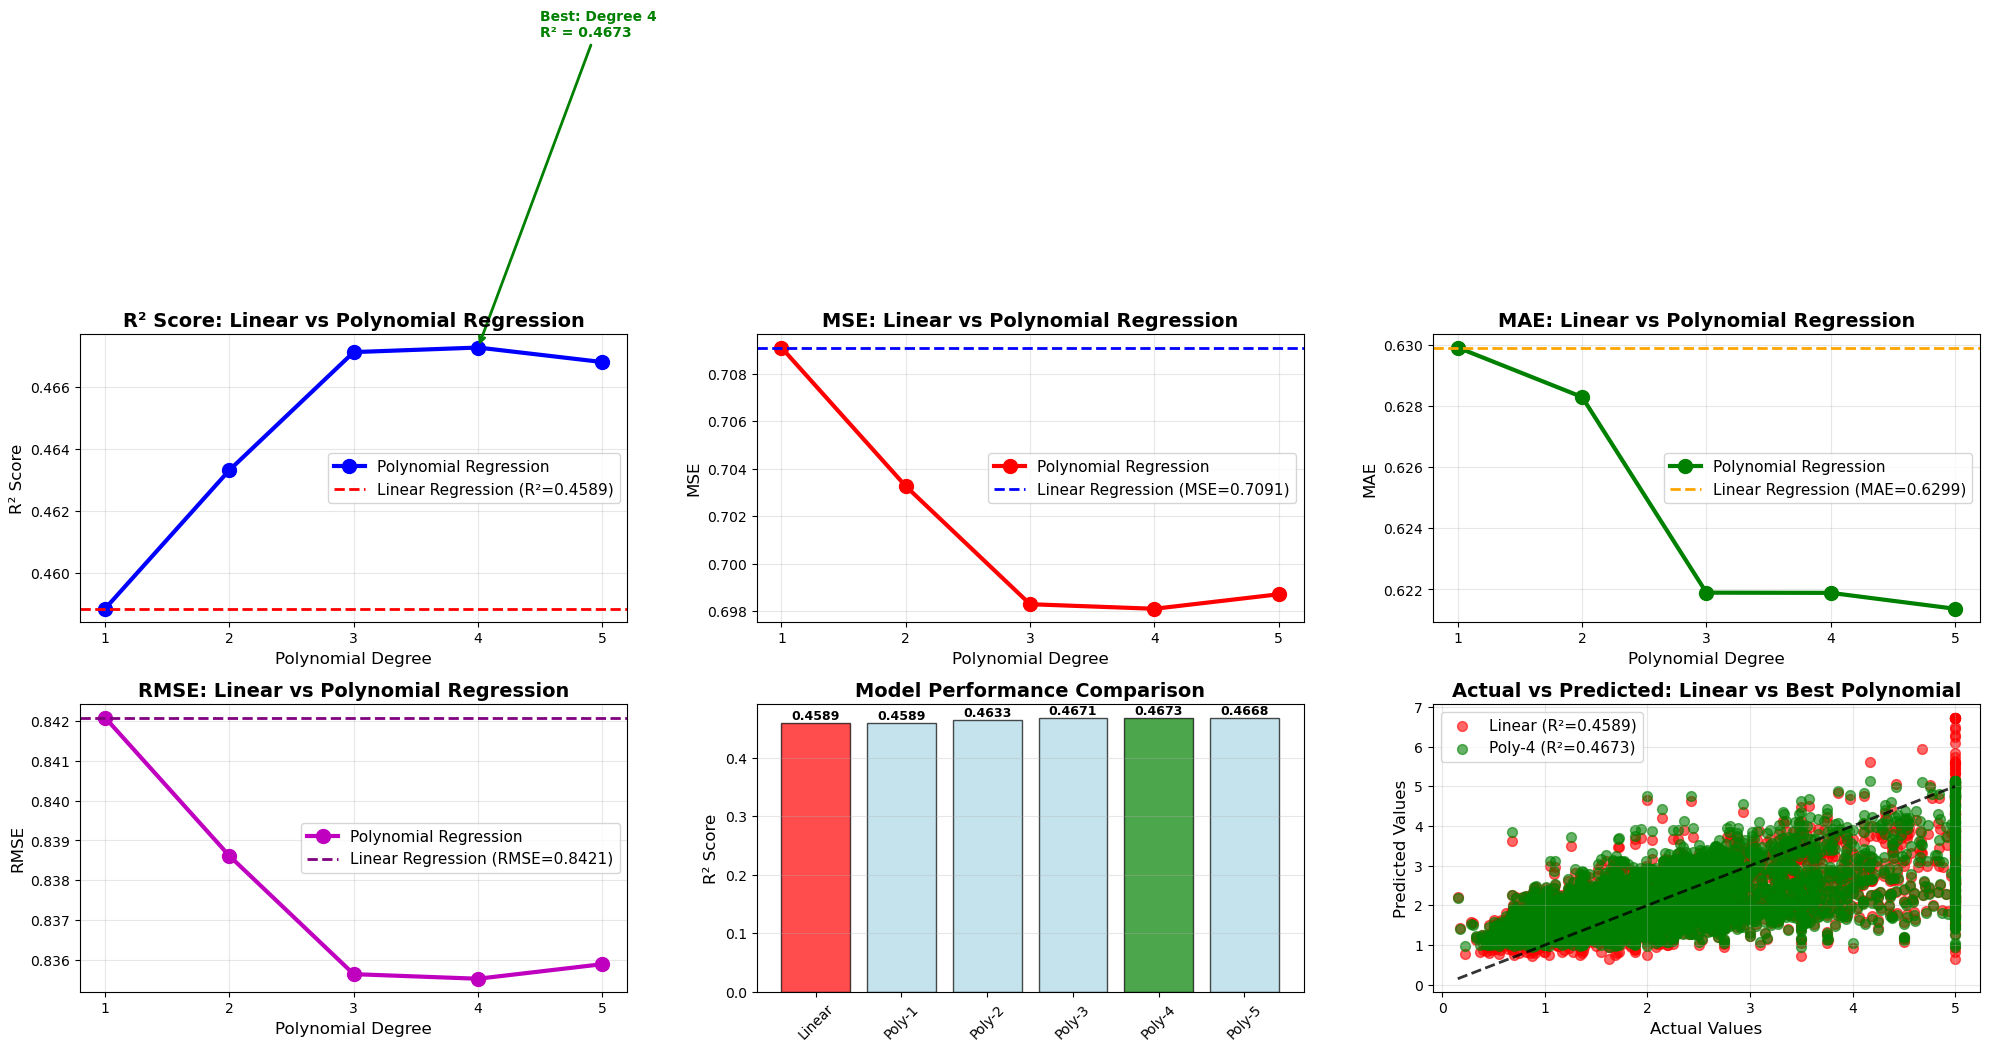 Best: Degree 4
R² = 0.4673
R² Score: Linear vs Polynomial Regression
R² Score
0.466
0.464
0.462
0.460
Polynomial Regression
Linear Regression (R²=0.4589)
1 2 3 4 5
Polynomial Degree
MSE: Linear vs Polynomial Regression
MSE
0.708
0.706
0.704
0.702
0.700
0.698
Polynomial Regression
Linear Regression (MSE=0.7091)
1 2 3 4 5
Polynomial Degree
MAE: Linear vs Polynomial Regression
MAE
0.630
0.628
0.626
0.624
0.622
Polynomial Regression
Linear Regression (MAE=0.6299)
1 2 3 4 5
Polynomial Degree
RMSE: Linear vs Polynomial Regression
RMSE
0.842
0.841
0.840
0.839
0.838
0.837
0.836
Polynomial Regression
Linear Regression (RMSE=0.8421)
1 2 3 4 5
Polynomial Degree
Model Performance Comparison
R² Score
0.4589 0.4589 0.4633 0.4671 0.4673 0.4668
0.4
0.3
0.2
0.1
0.0
Linear Poly-1 Poly-2 Poly-3 Poly-4 Poly-5
Actual vs Predicted: Linear vs Best Polynomial
Predicted Values
7
6
5
4
3
2
1
0
Linear (R²=0.4589)
Poly-4 (R²=0.4673)
0 1 2 3 4 5
Actual Values